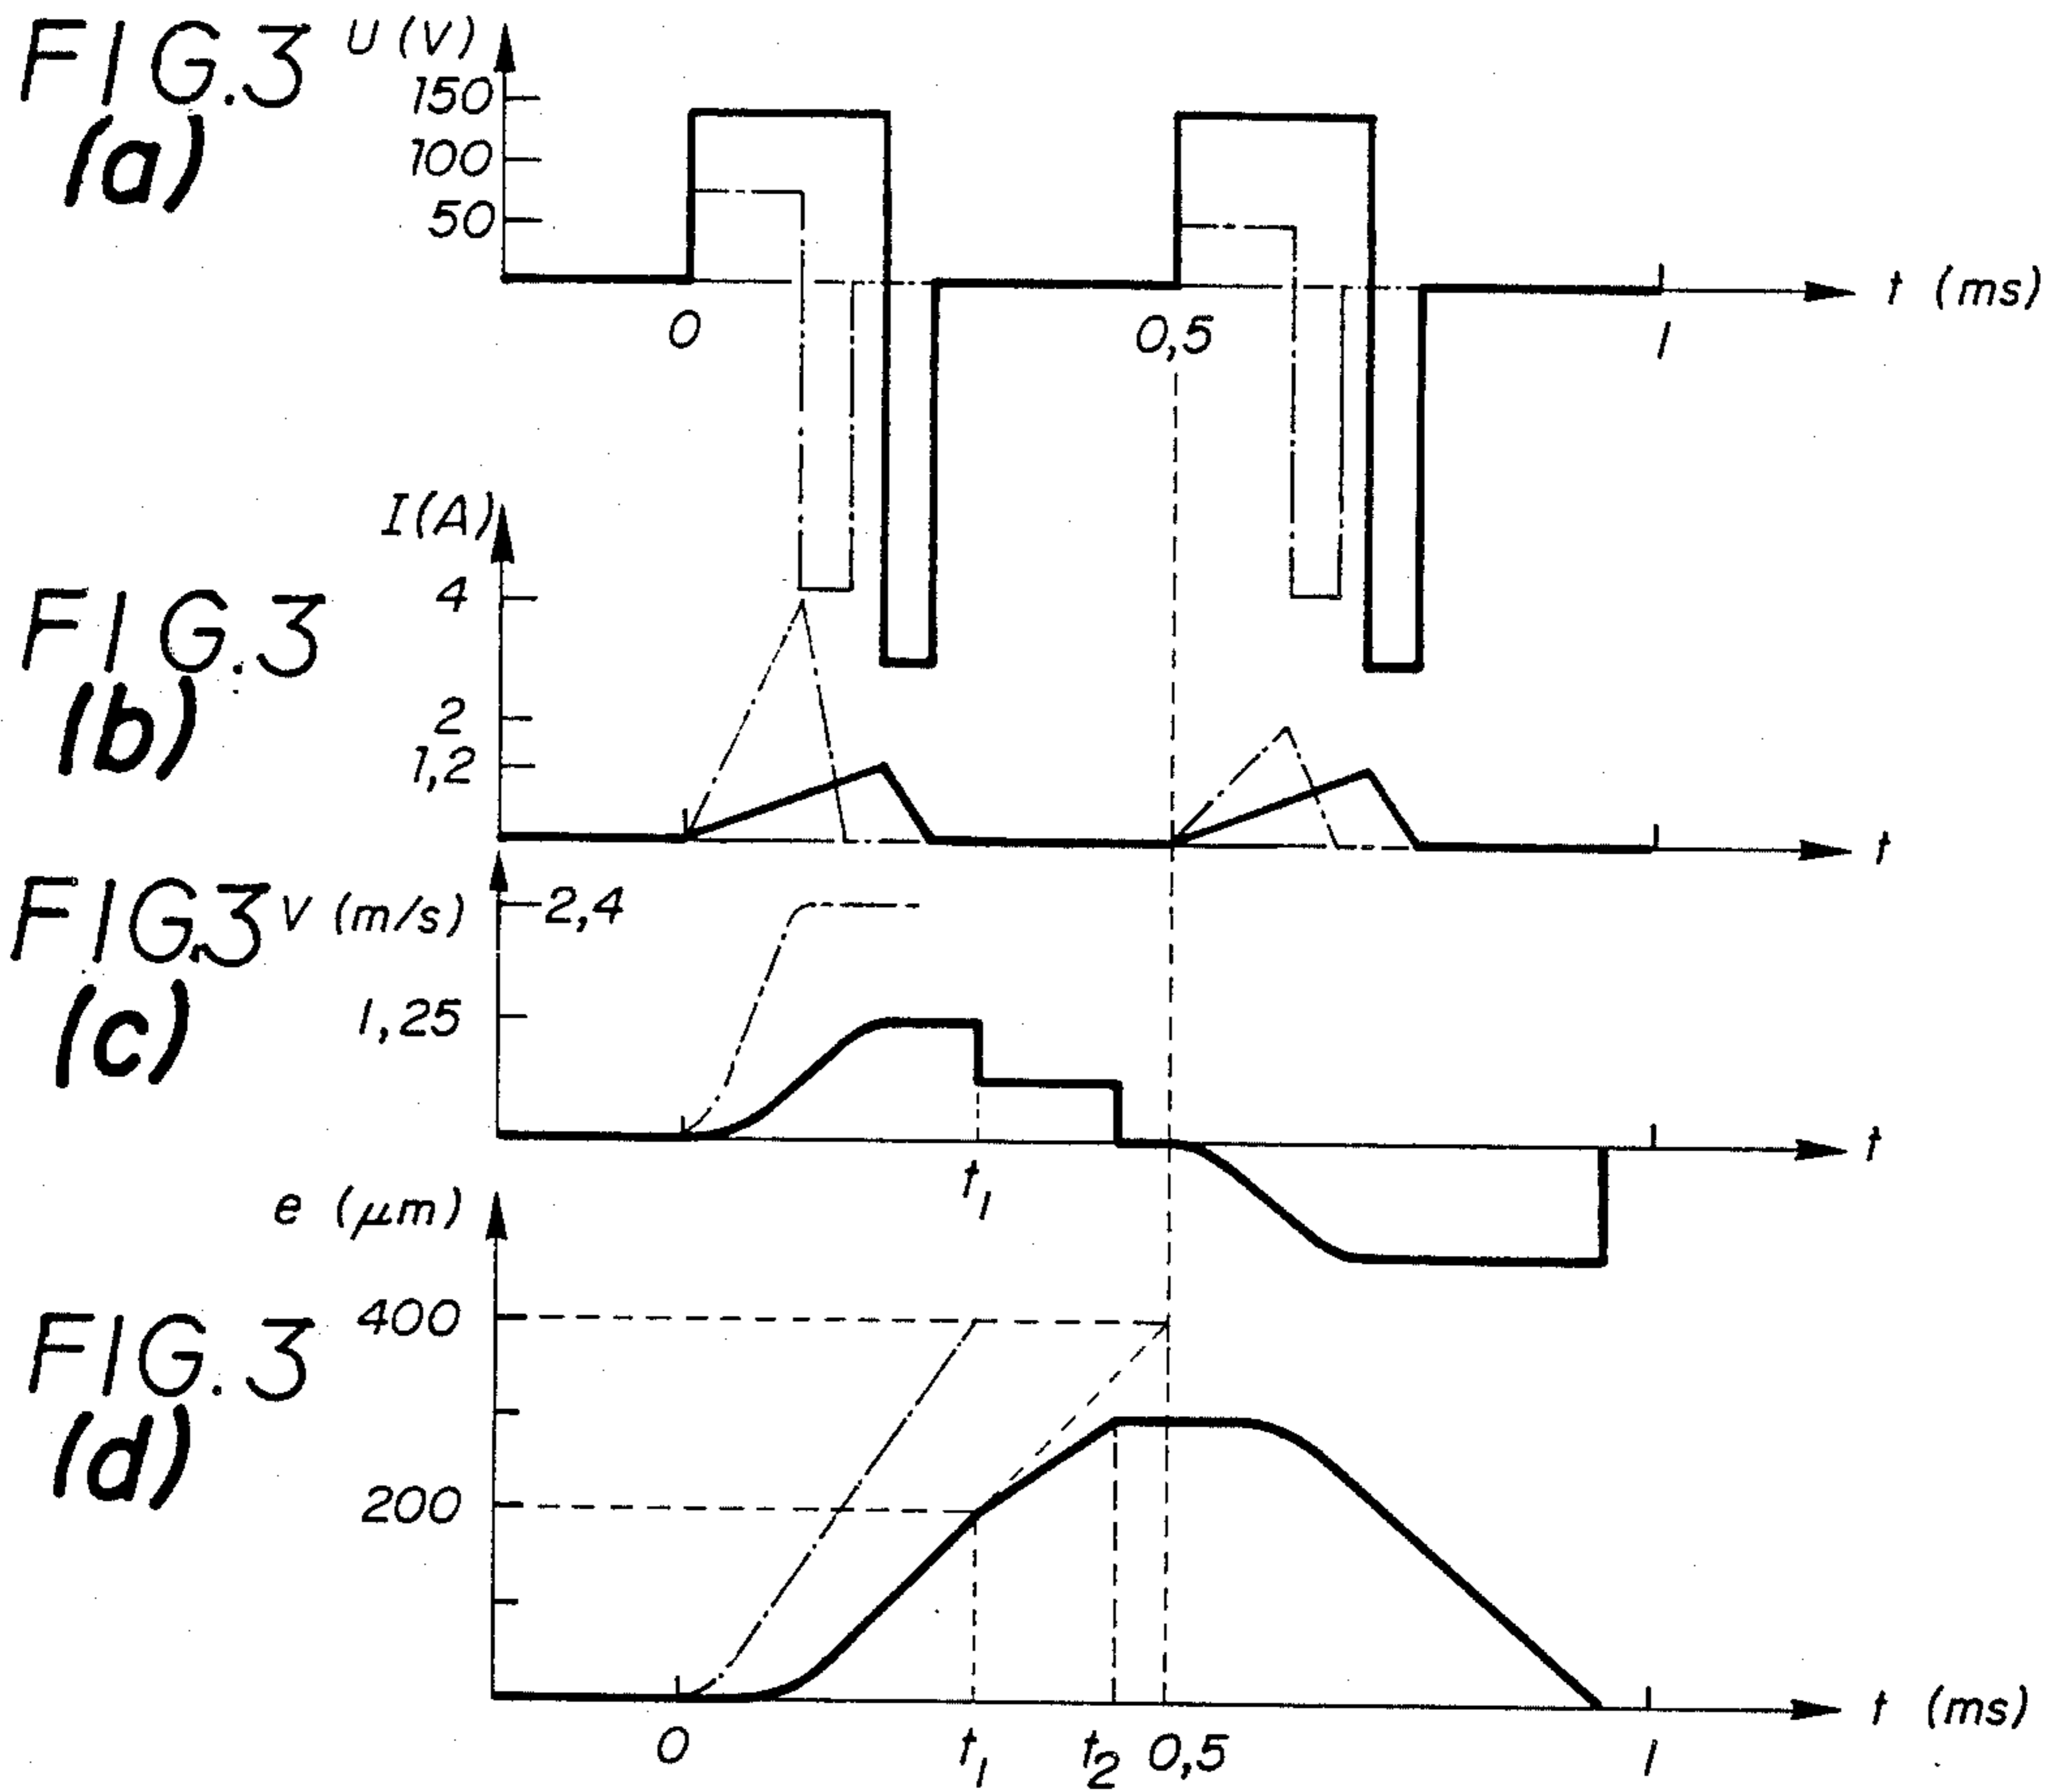 FIG.3
(a)
U (V)
150
100
50
0
0,5
1
t (ms)
FIG.3
(b)
I(A)
4
2
1,2
t
FIG.3
(c)
V (m/s)
2,4
1,25
t1
t
FIG.3
(d)
e (μm)
400
200
0
t1
t2
0,5
1
t (ms)